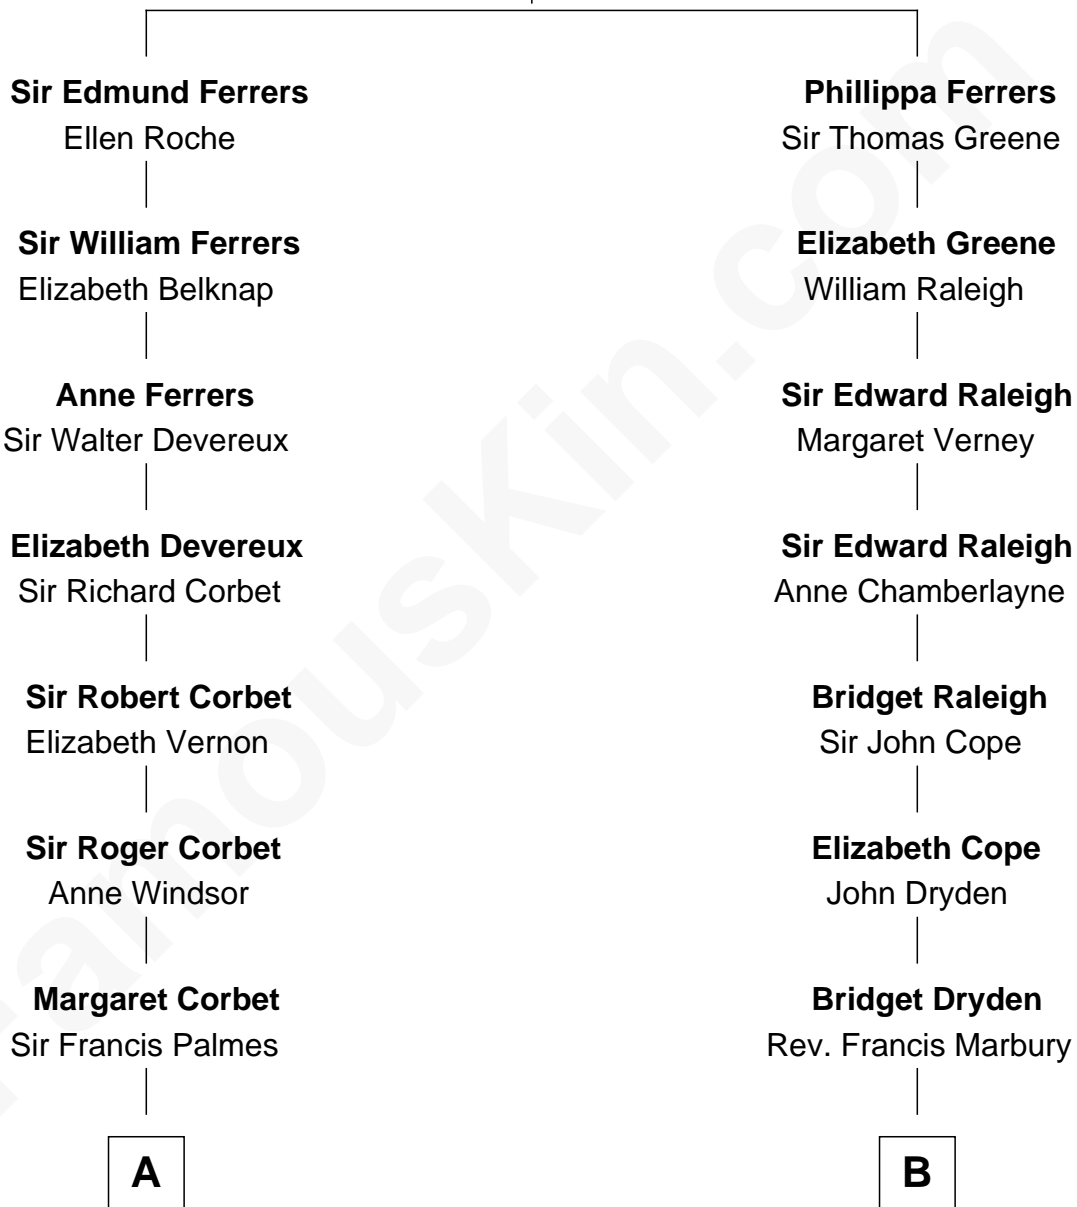 Sir Edmund Ferrers
Ellen Roche
Sir William Ferrers
Elizabeth Belknap
Anne Ferrers
Sir Walter Devereux
Elizabeth Devereux
Sir Richard Corbet
Sir Robert Corbet
Elizabeth Vernon
Sir Roger Corbet
Anne Windsor
Margaret Corbet
Sir Francis Palmes
A
Phillippa Ferrers
Sir Thomas Greene
Elizabeth Greene
William Raleigh
Sir Edward Raleigh
Margaret Verney
Sir Edward Raleigh
Anne Chamberlayne
Bridget Raleigh
Sir John Cope
Elizabeth Cope
John Dryden
Bridget Dryden
Rev. Francis Marbury
B
FamousKin.com